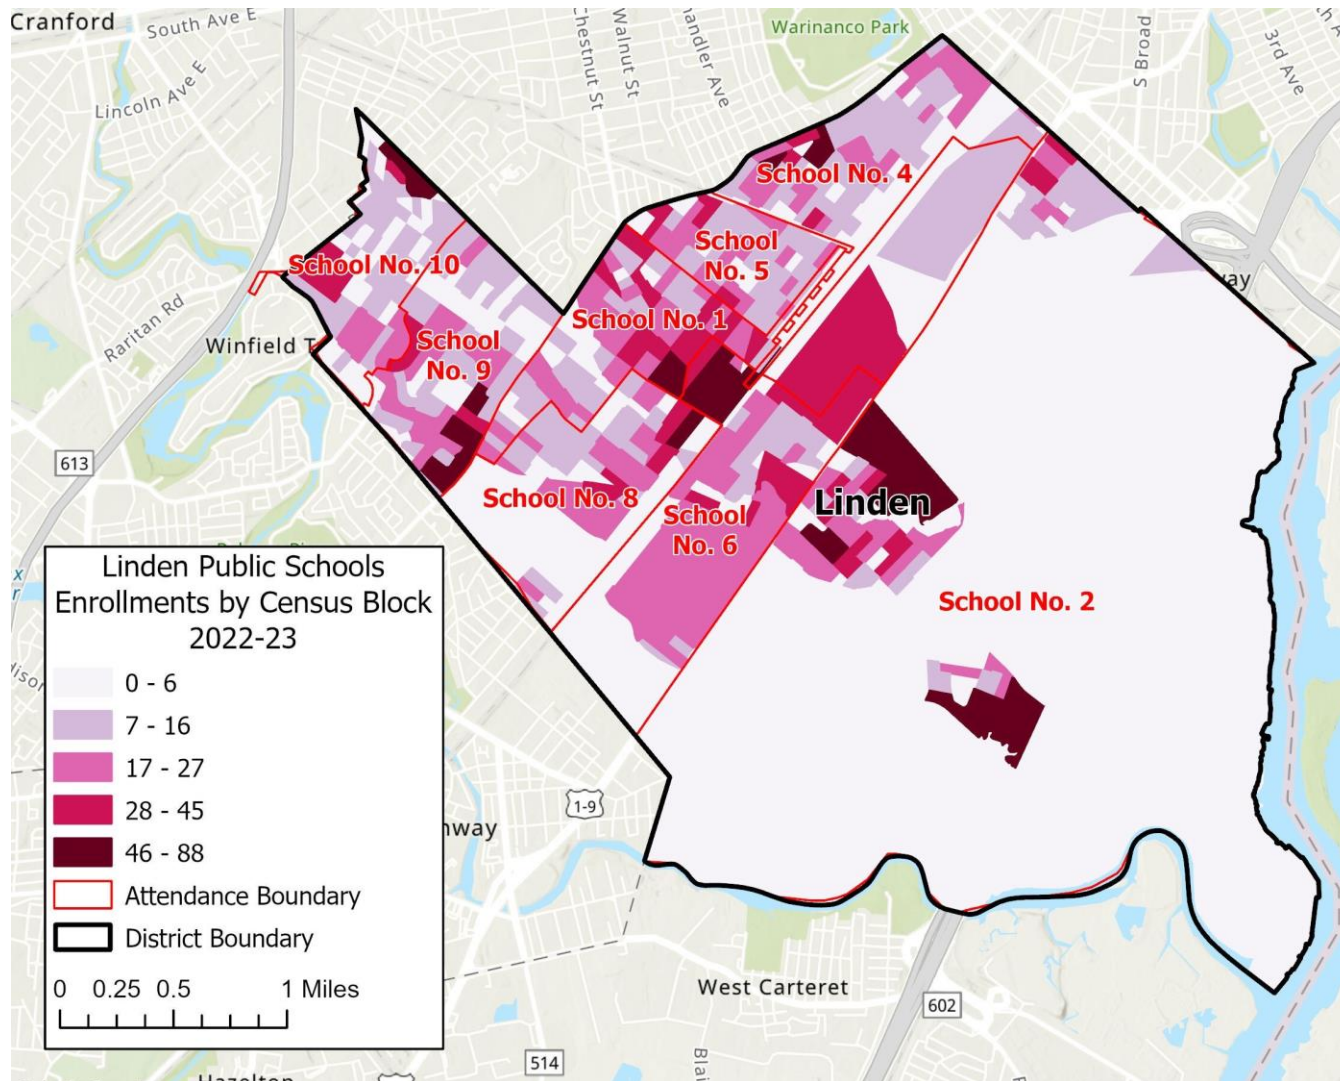 Cranford
South Ave E
Lincoln Ave E
Chestnut St
Walnut St
handler Ave
Warinanco Park
S Broad
3rd Ave
School No. 4
School
No. 5
School No. 10
School No. 1
Raritan Rd
Winfield T
School
No. 9
way
613
School No. 8
School
No. 6
Linden
School No. 2
Linden Public Schools
Enrollments by Census Block
2022-23
0 - 6
7 - 16
17 - 27
28 - 45
46 - 88
Attendance Boundary
District Boundary
0 0.25 0.5 1 Miles
1-9
West Carteret
602
514